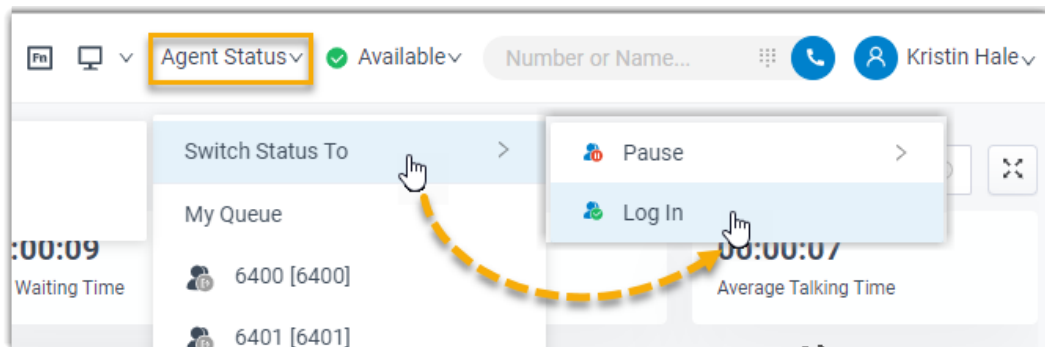 Fn Agent Status Available Number or Name... Kristin Hale
Switch Status To
Pause
My Queue
Log In
:00:09
00:00:07
Waiting Time
6400 [6400]
Average Talking Time
6401 [6401]